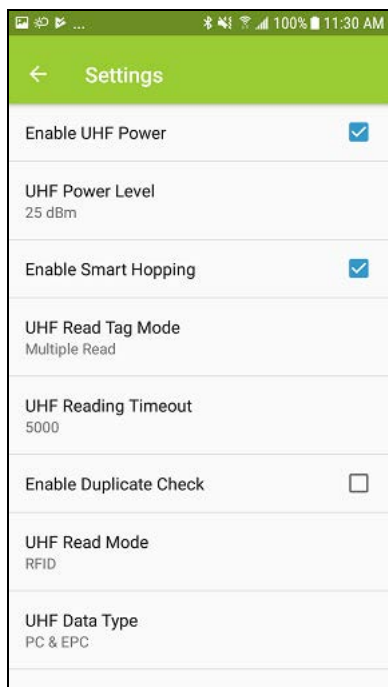 ... 100% 11:30 AM
Settings
Enable UHF Power
UHF Power Level
25 dBm
Enable Smart Hopping
UHF Read Tag Mode
Multiple Read
UHF Reading Timeout
5000
Enable Duplicate Check
UHF Read Mode
RFID
UHF Data Type
PC & EPC